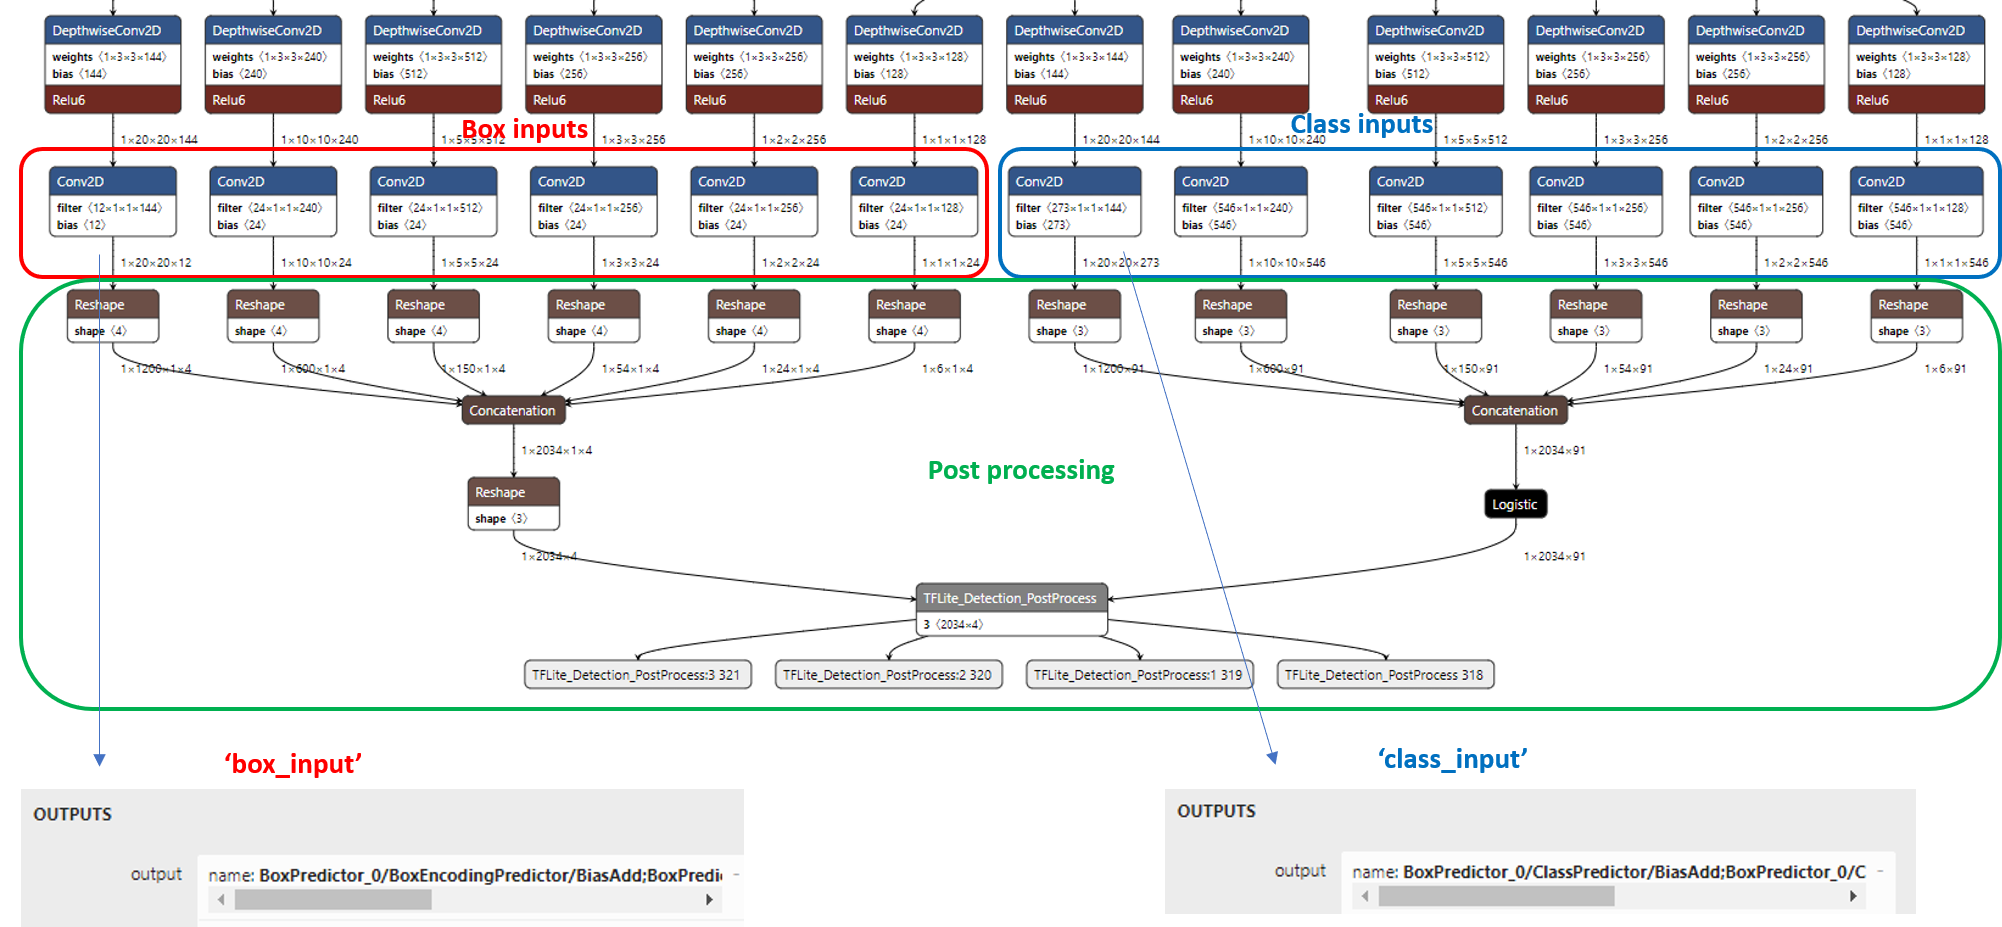 DepthwiseConv2D
weights 〈1×3×3×144〉
bias 〈144〉
Relu6
DepthwiseConv2D
weights 〈1×3×3×240〉
bias 〈240〉
Relu6
DepthwiseConv2D
weights 〈1×3×3×512〉
bias 〈512〉
Relu6
DepthwiseConv2D
weights 〈1×3×3×256〉
bias 〈256〉
Relu6
DepthwiseConv2D
weights 〈1×3×3×256〉
bias 〈256〉
Relu6
DepthwiseConv2D
weights 〈1×3×3×128〉
bias 〈128〉
Relu6
DepthwiseConv2D
weights 〈1×3×3×144〉
bias 〈144〉
Relu6
DepthwiseConv2D
weights 〈1×3×3×240〉
bias 〈240〉
Relu6
DepthwiseConv2D
weights 〈1×3×3×512〉
bias 〈512〉
Relu6
DepthwiseConv2D
weights 〈1×3×3×256〉
bias 〈256〉
Relu6
DepthwiseConv2D
weights 〈1×3×3×256〉
bias 〈256〉
Relu6
DepthwiseConv2D
weights 〈1×3×3×128〉
bias 〈128〉
Relu6
Box inputs
Class inputs
1×20×20×144
1×10×10×240
1×5×5×512
1×3×3×256
1×2×2×256
1×1×1×128
1×20×20×144
1×10×10×240
1×5×5×512
1×3×3×256
1×2×2×256
1×1×1×128
Conv2D
filter 〈12×1×1×144〉
bias 〈12〉
Conv2D
filter 〈24×1×1×240〉
bias 〈24〉
Conv2D
filter 〈24×1×1×512〉
bias 〈24〉
Conv2D
filter 〈24×1×1×256〉
bias 〈24〉
Conv2D
filter 〈24×1×1×256〉
bias 〈24〉
Conv2D
filter 〈24×1×1×128〉
bias 〈24〉
Conv2D
filter 〈273×1×1×144〉
bias 〈273〉
Conv2D
filter 〈546×1×1×240〉
bias 〈546〉
Conv2D
filter 〈546×1×1×512〉
bias 〈546〉
Conv2D
filter 〈546×1×1×256〉
bias 〈546〉
Conv2D
filter 〈546×1×1×256〉
bias 〈546〉
Conv2D
filter 〈546×1×1×128〉
bias 〈546〉
1×20×20×12
1×10×10×24
1×5×5×24
1×3×3×24
1×2×2×24
1×1×1×24
1×20×20×273
1×10×10×546
1×5×5×546
1×3×3×546
1×2×2×546
1×1×1×546
Reshape
shape 〈4〉
Reshape
shape 〈4〉
Reshape
shape 〈4〉
Reshape
shape 〈4〉
Reshape
shape 〈4〉
Reshape
shape 〈4〉
Reshape
shape 〈3〉
Reshape
shape 〈3〉
Reshape
shape 〈3〉
Reshape
shape 〈3〉
Reshape
shape 〈3〉
Reshape
shape 〈3〉
1×1200×1×4
1×600×1×4
1×150×1×4
1×54×1×4
1×24×1×4
1×6×1×4
1×1200×91
1×600×91
1×150×91
1×54×91
1×24×91
1×6×91
Concatenation
Concatenation
1×2034×1×4
1×2034×91
Post processing
Reshape
shape 〈3〉
Logistic
1×2034×4
1×2034×91
TFLite_Detection_PostProcess
3 〈2034×4〉
TFLite_Detection_PostProcess:3 321
TFLite_Detection_PostProcess:2 320
TFLite_Detection_PostProcess:1 319
TFLite_Detection_PostProcess 318
‘box_input’
‘class_input’
OUTPUTS
output
name: BoxPredictor_0/BoxEncodingPredictor/BiasAdd;BoxPredi
OUTPUTS
output
name: BoxPredictor_0/ClassPredictor/BiasAdd;BoxPredictor_0/C